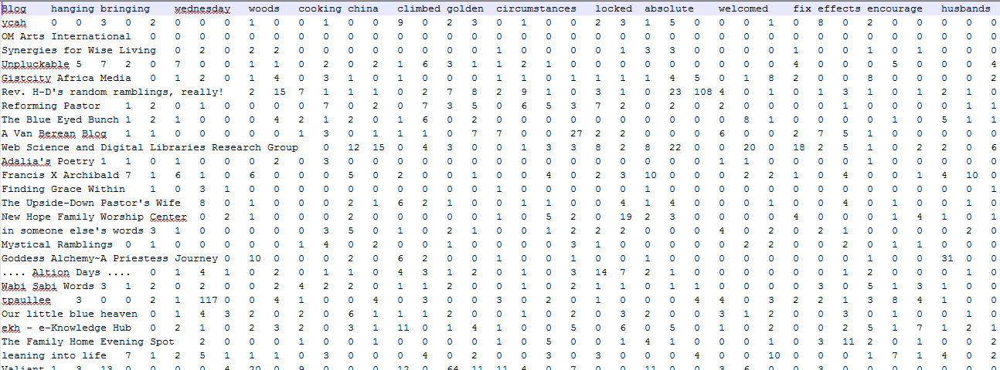 Blog hanging bringing wednesday woods cooking china climbed golden circumstances locked absolute welcomed fix effects encourage husbands
ycah 0 0 3 0 2 0 0 0 1 0 0 1 0 0 9 0 2 3 0 1 0 0 2 3 1 5 0 0 0 1 0 8 0 2 0 0 0 0 0
OM Arts International 0 0 0 0 0 0 0 0 0 0 0 0 0 0 0 0 0 0 0 0 0 0 0 0 0 0 0 0 0 0 0 0 0 0 0
Synergies for Wise Living 0 2 0 2 2 0 0 0 0 0 0 0 0 1 0 0 0 0 1 3 3 0 0 0 0 1 0 0 1 0 1 0 0 0
Unpluckable 5 7 2 0 7 0 0 1 1 0 2 0 2 1 6 3 1 1 2 1 0 0 0 0 0 0 0 0 0 4 0 0 0 5 0 0 0 4
Gistcity Africa Media 0 1 2 0 1 4 0 3 1 0 1 0 0 0 1 1 0 1 1 1 1 4 5 0 1 8 2 0 0 8 0 0 0 0 2
Rev. H-D's random ramblings, really! 2 15 7 1 1 1 0 2 7 8 2 9 1 0 3 1 0 23 108 4 0 0 1 0 1 3 1 0 1 2 1 0
Reforming Pastor 1 2 0 1 0 0 0 0 7 0 2 0 7 3 5 0 6 5 3 7 2 0 2 0 2 0 0 0 0 1 0 0 0 0 1 1
The Blue Eyed Bunch 1 2 1 0 0 0 4 2 1 2 0 1 6 0 2 0 0 0 0 0 0 0 0 0 0 8 1 0 0 0 0 1 0 5 1 1
A Van Berean Blog 1 1 0 0 0 0 0 1 3 0 1 1 1 0 7 7 0 0 27 2 2 0 0 0 6 0 0 2 7 5 1 0 0 0 0 0
Web Science and Digital Libraries Research Group 0 12 15 0 4 3 0 0 1 3 3 8 2 8 22 0 0 20 0 18 2 5 1 0 2 2 0 6
Adalia's Poetry 1 1 0 1 0 0 0 2 0 3 0 0 0 0 0 0 0 0 0 0 0 0 0 0 0 1 1 0 0 0 1 0 0 0 0 0
Francis X Archibald 7 1 6 1 0 6 0 0 0 5 0 2 0 0 1 0 0 4 0 2 3 10 0 0 0 2 2 1 0 4 0 0 1 4 10 0
Finding Grace Within 1 0 3 1 0 0 0 0 0 0 0 0 0 0 1 0 0 0 0 0 1 0 0 0 0 0 0 0 0 0 0 0 0 0 1
The Upside-Down Pastor's Wife 8 0 1 0 0 0 2 1 6 2 1 0 0 1 1 0 0 4 1 4 0 0 0 0 1 0 4 0 0 0 0 0 0
New Hope Family Worship Center 0 2 1 0 0 0 0 2 0 0 0 0 0 0 1 5 2 0 19 2 3 0 0 0 0 4 0 0 0 1 4 1 0 1
in someone else's words 3 1 0 0 0 0 0 3 5 0 1 0 2 1 0 0 1 2 2 2 0 0 0 4 0 2 0 2 1 0 0 0 0 2 0
Mystical Ramblings 0 1 0 0 0 0 0 1 4 0 2 0 0 1 0 0 0 0 3 1 0 0 0 0 0 2 2 0 0 2 0 1 1 0 0 0
Goddess Alchemy~A Priestess Journey 0 10 0 0 0 2 0 6 2 0 0 1 0 1 0 0 1 0 8 0 0 0 0 0 0 0 1 0 0 31 0 0
.... Altion Days .... 0 1 4 1 0 2 0 1 1 0 4 3 1 2 0 1 0 3 14 7 2 1 0 0 0 0 0 0 1 2 0 0 0 1 0
Wabi Sabi Words 3 1 2 0 2 0 0 2 4 2 2 0 1 1 2 0 0 1 0 2 1 1 0 1 1 0 0 0 0 3 0 5 1 3 0 0 0
tpaullee 3 0 0 2 1 117 0 0 4 1 0 0 4 0 3 0 0 3 0 2 0 1 0 0 0 4 4 0 3 2 2 1 3 8 4 0 0 0
Our little blue heaven 0 1 4 3 0 2 0 2 0 6 1 1 1 2 0 0 1 0 2 0 3 0 2 0 3 1 2 0 0 3 0 1 0 0 1 0
ekh - e-Knowledge Hub 0 2 1 0 2 3 2 0 3 1 11 0 1 4 1 0 0 5 0 6 0 5 0 0 1 0 0 0 0 2 5 1 7 1 2 1
The Family Home Evening Spot 2 0 0 0 1 0 0 0 1 0 0 0 0 0 5 0 0 1 4 1 0 0 0 1 0 3 11 2 0 1 0 0 2
leaning into life 7 1 2 5 1 1 1 0 3 0 0 0 4 0 2 0 0 3 0 3 0 0 0 4 0 0 10 0 0 0 1 7 1 4 0 2